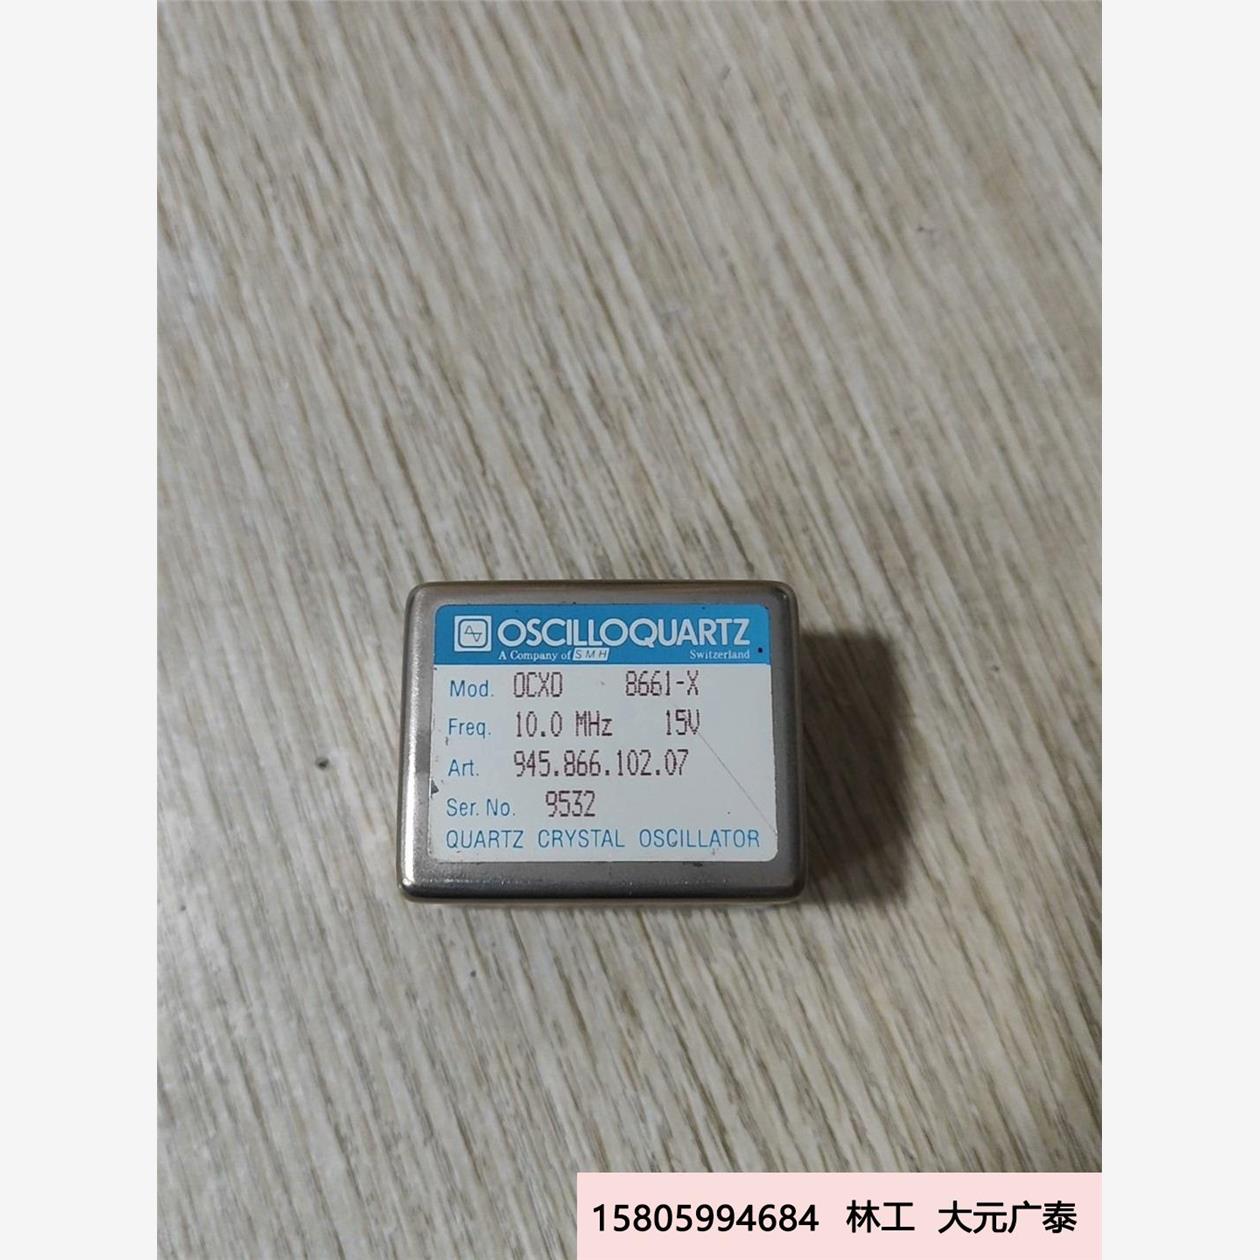 OSCILLOQUARTZ
A Company of SMH Switzerland
Mod. OCXO 8661-X
Freq. 10.0 MHz 15V
Art. 945.866.102.07
Ser. No. 9532
QUARTZ CRYSTAL OSCILLATOR
15805994684 林工 大元广泰